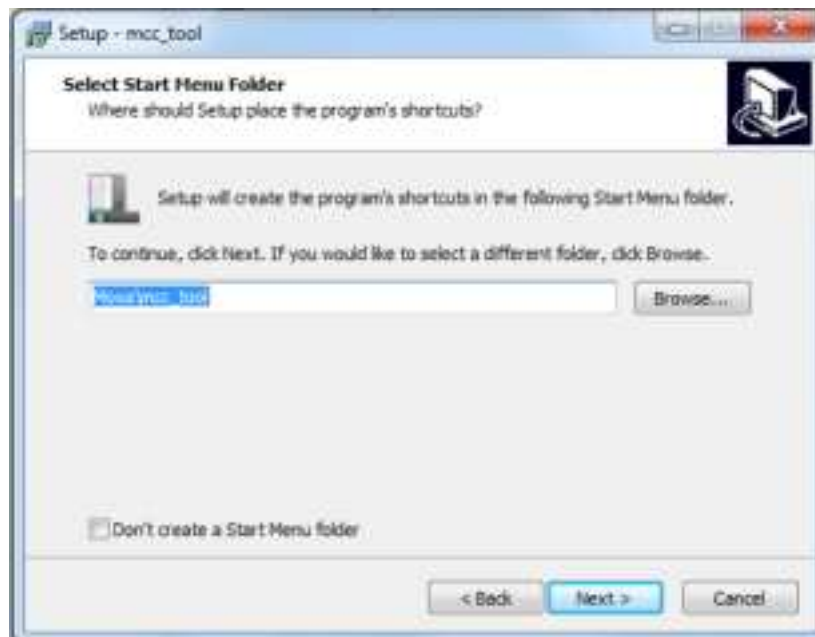 Setup - mcc_tool
Select Start Menu Folder
Where should Setup place the program's shortcuts?
Setup will create the program's shortcuts in the following Start Menu folder.
To continue, click Next. If you would like to select a different folder, click Browse.
Moxa\mcc_tool
Browse...
Don't create a Start Menu folder
< Back
Next >
Cancel